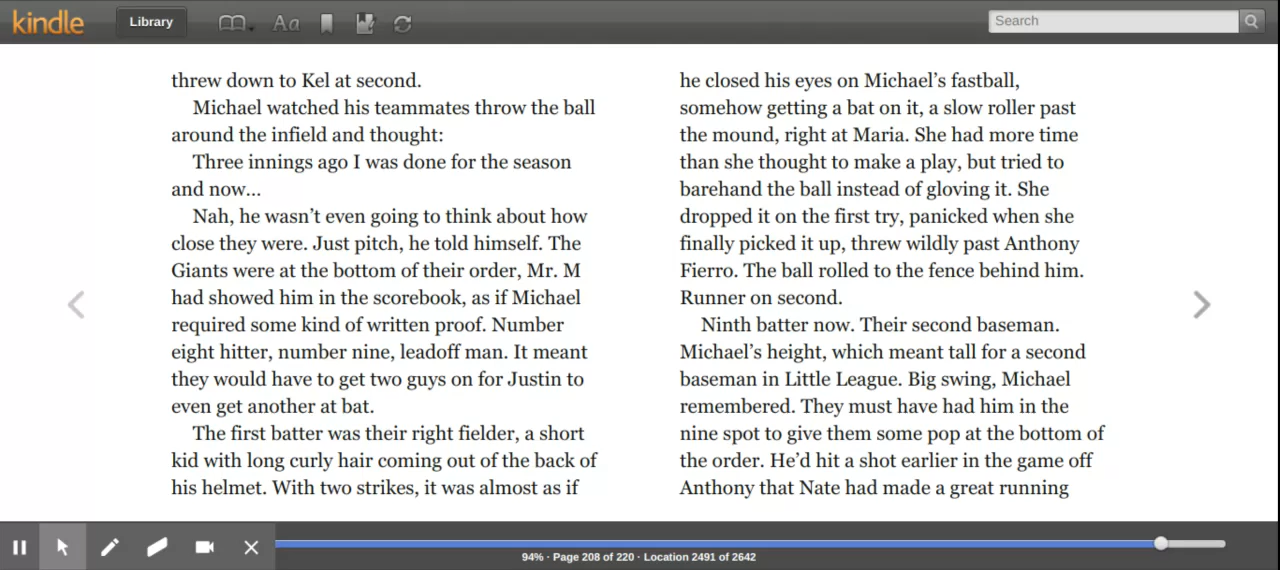 kindle
Library
Aa
Search
threw down to Kel at second.
Michael watched his teammates throw the ball
around the infield and thought:
Three innings ago I was done for the season
and now...
Nah, he wasn't even going to think about how
close they were. Just pitch, he told himself. The
Giants were at the bottom of their order, Mr. M
had showed him in the scorebook, as if Michael
required some kind of written proof. Number
eight hitter, number nine, leadoff man. It meant
they would have to get two guys on for Justin to
even get another at bat.
The first batter was their right fielder, a short
kid with long curly hair coming out of the back of
his helmet. With two strikes, it was almost as if
he closed his eyes on Michael's fastball,
somehow getting a bat on it, a slow roller past
the mound, right at Maria. She had more time
than she thought to make a play, but tried to
barehand the ball instead of gloving it. She
dropped it on the first try, panicked when she
finally picked it up, threw wildly past Anthony
Fierro. The ball rolled to the fence behind him.
Runner on second.
Ninth batter now. Their second baseman.
Michael's height, which meant tall for a second
baseman in Little League. Big swing, Michael
remembered. They must have had him in the
nine spot to give them some pop at the bottom of
the order. He'd hit a shot earlier in the game off
Anthony that Nate had made a great running
94% · Page 208 of 220 · Location 2491 of 2642